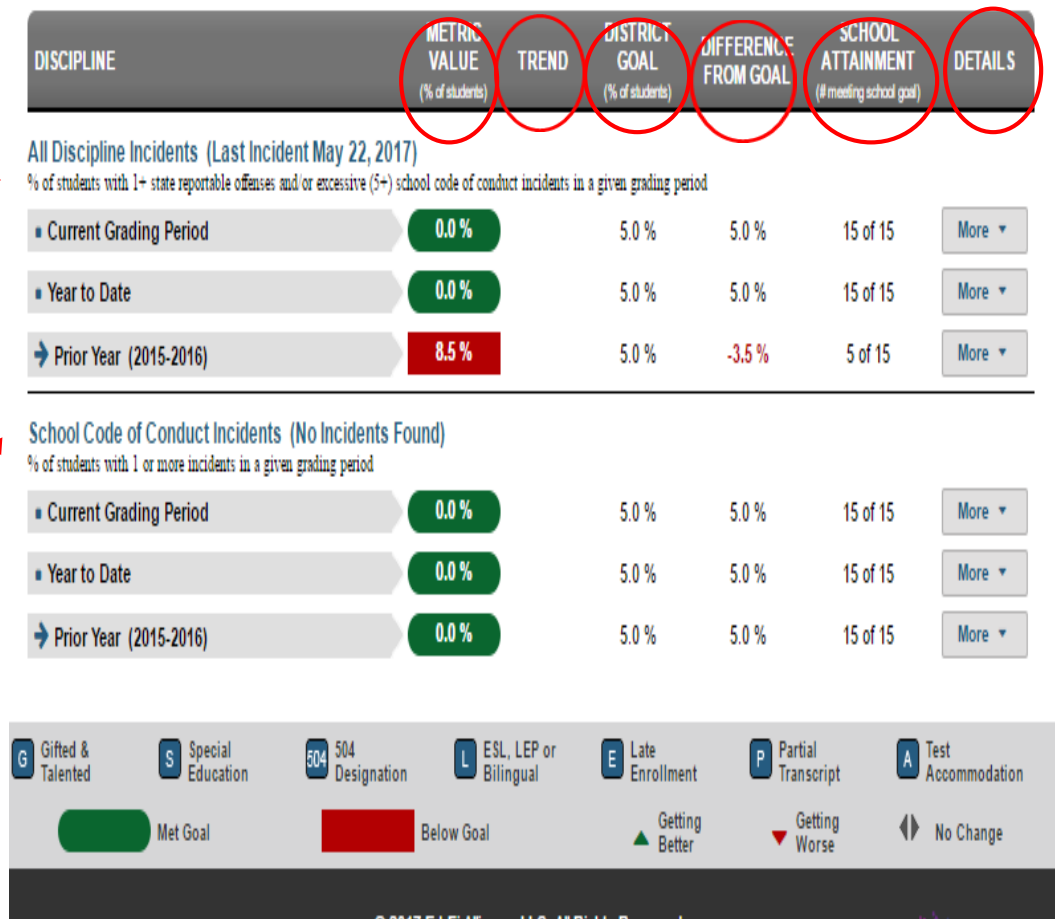 DISCIPLINE
METRIC VALUE (% of students)
TREND
DISTRICT GOAL (% of students)
DIFFERENCE FROM GOAL
SCHOOL ATTAINMENT (# meeting school goal)
DETAILS
All Discipline Incidents (Last Incident May 22, 2017)
% of students with 1+ state reportable offenses and/or excessive (5+) school code of conduct incidents in a given grading period
Current Grading Period 0.0 % 5.0 % 5.0 % 15 of 15 More
Year to Date 0.0 % 5.0 % 5.0 % 15 of 15 More
Prior Year (2015-2016) 8.5 % 5.0 % -3.5 % 5 of 15 More
School Code of Conduct Incidents (No Incidents Found)
% of students with 1 or more incidents in a given grading period
Current Grading Period 0.0 % 5.0 % 5.0 % 15 of 15 More
Year to Date 0.0 % 5.0 % 5.0 % 15 of 15 More
Prior Year (2015-2016) 0.0 % 5.0 % 5.0 % 15 of 15 More
G Gifted & Talented
S Special Education
504 504 Designation
L ESL, LEP or Bilingual
E Late Enrollment
P Partial Transcript
A Test Accommodation
Met Goal
Below Goal
Getting Better
Getting Worse
No Change